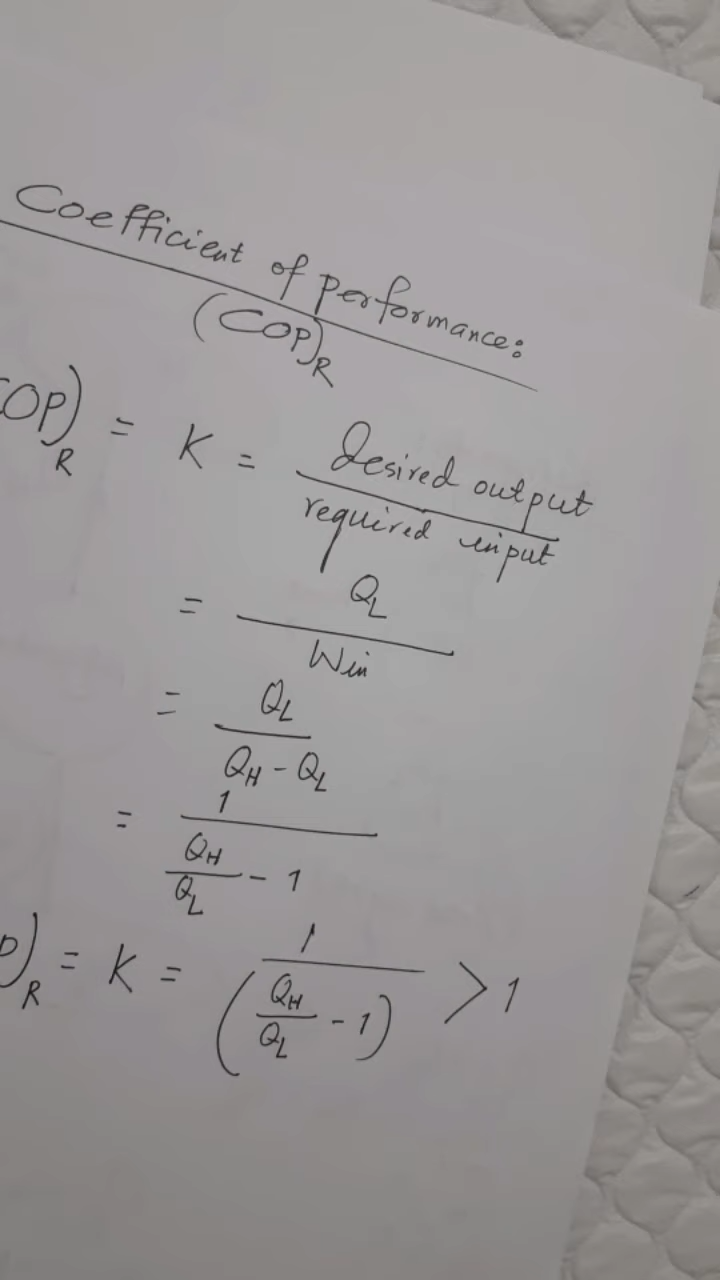 Coefficient of performance:
(COP)R
COP)R = K = desired output / required input
= QL / Win
= QL / QH - QL
= 1 / QH/QL - 1
P)R = K = 1 / (QH/QL - 1) > 1